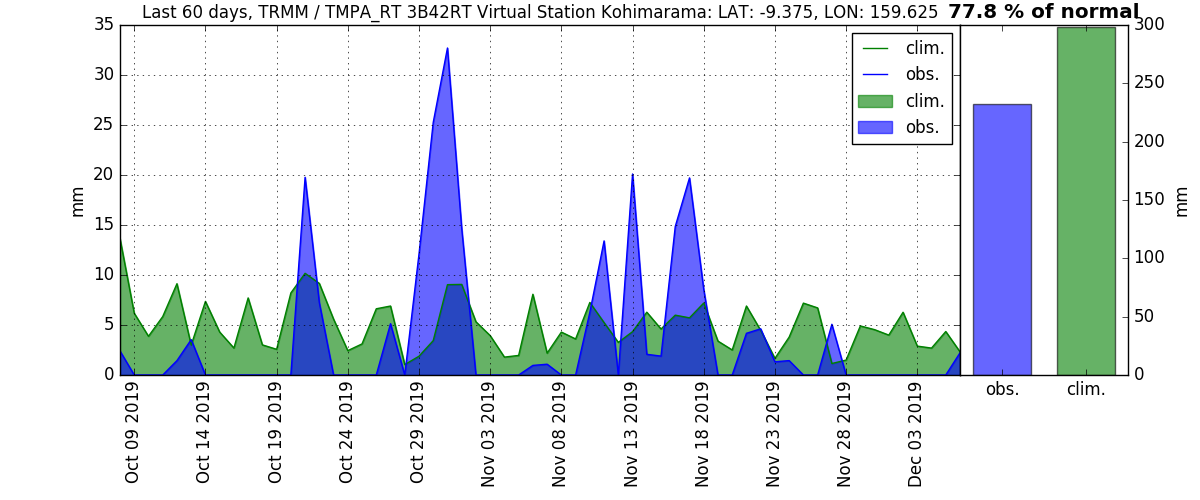 Last 60 days, TRMM / TMPA_RT 3B42RT Virtual Station Kohimarama: LAT: -9.375, LON: 159.625 77.8 % of normal
35
30
25
20
15
10
5
0
mm
clim.
obs.
clim.
obs.
Oct 09 2019
Oct 14 2019
Oct 19 2019
Oct 24 2019
Oct 29 2019
Nov 03 2019
Nov 08 2019
Nov 13 2019
Nov 18 2019
Nov 23 2019
Nov 28 2019
Dec 03 2019
300
250
200
150
100
50
0
mm
obs. clim.